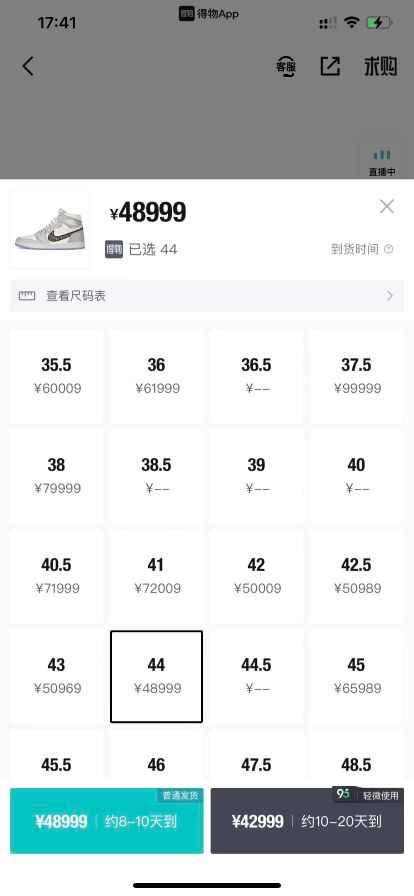 17:41
得物 得物App
客服
求购
直播中
¥48999
得物 已选 44
到货时间
查看尺码表
35.5 36 36.5 37.5
¥60009 ¥61999 ¥-- ¥99999
38 38.5 39 40
¥79999 ¥-- ¥-- ¥--
40.5 41 42 42.5
¥71999 ¥72009 ¥50009 ¥50989
43 44 44.5 45
¥50969 ¥48999 ¥-- ¥65989
45.5 46 47.5 48.5
普通发货 95 轻微使用
¥48999 约8-10天到 ¥42999 约10-20天到